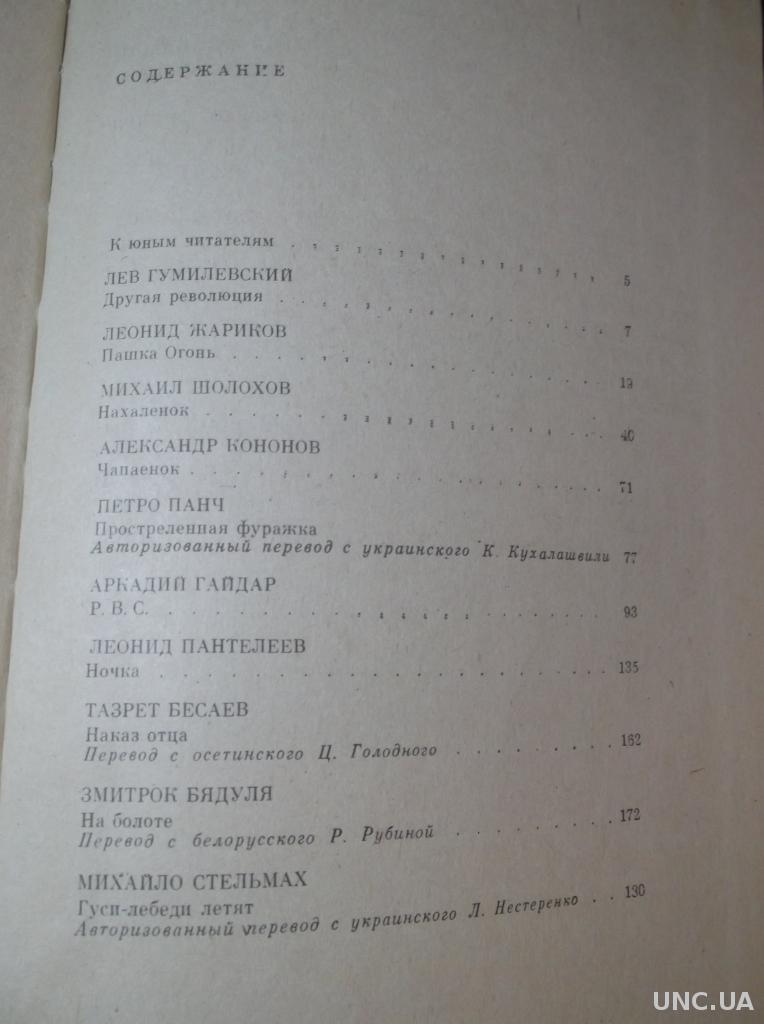 СОДЕРЖАНИЕ
К юным читателям . . . . . . . . . . . . . . . . . 5
ЛЕВ ГУМИЛЕВСКИЙ
Другая революция . . . . . . . . . . . . . . . . . 7
ЛЕОНИД ЖАРИКОВ
Пашка Огонь . . . . . . . . . . . . . . . . . . . 19
МИХАИЛ ШОЛОХОВ
Нахаленок . . . . . . . . . . . . . . . . . . . . 40
АЛЕКСАНДР КОНОНОВ
Чапаенок . . . . . . . . . . . . . . . . . . . . 71
ПЕТРО ПАНЧ
Простреленная фуражка
Авторизованный перевод с украинского К. Кухалашвили 77
АРКАДИЙ ГАЙДАР
Р. В. С. . . . . . . . . . . . . . . . . . . . . 93
ЛЕОНИД ПАНТЕЛЕЕВ
Ночка . . . . . . . . . . . . . . . . . . . . . 135
ТАЗРЕТ БЕСАЕВ
Наказ отца
Перевод с осетинского Ц. Голодного . . . . . . . . 162
ЗМИТРОК БЯДУЛЯ
На болоте
Перевод с белорусского Р. Рубиной . . . . . . . . 172
МИХАЙЛО СТЕЛЬМАХ
Гуси-лебеди летят
Авторизованный перевод с украинского Л. Нестеренко . . 130
UNC.UA